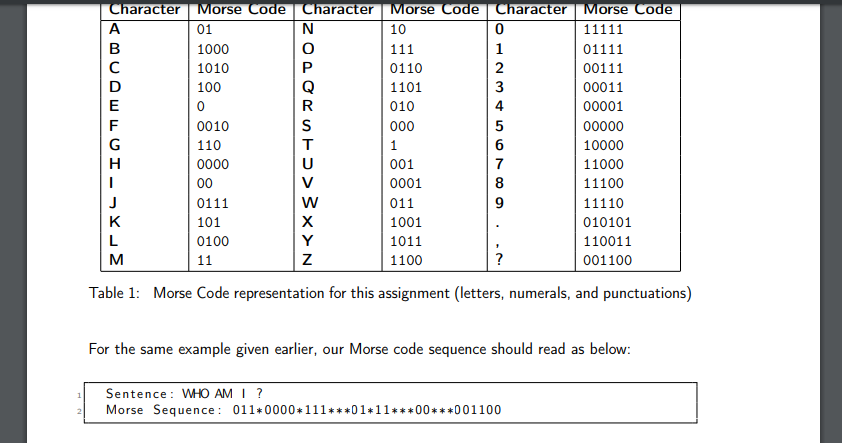 Character Morse Code Character Morse Code Character Morse Code
A 01 N 10 0 11111
B 1000 O 111 1 01111
C 1010 P 0110 2 00111
D 100 Q 1101 3 00011
E 0 R 010 4 00001
F 0010 S 000 5 00000
G 110 T 1 6 10000
H 0000 U 001 7 11000
I 00 V 0001 8 11100
J 0111 W 011 9 11110
K 101 X 1001 . 010101
L 0100 Y 1011 , 110011
M 11 Z 1100 ? 001100
Table 1: Morse Code representation for this assignment (letters, numerals, and punctuations)
For the same example given earlier, our Morse code sequence should read as below:
1 Sentence: WHO AM I ?
2 Morse Sequence: 011*0000*111***01*11***00***001100